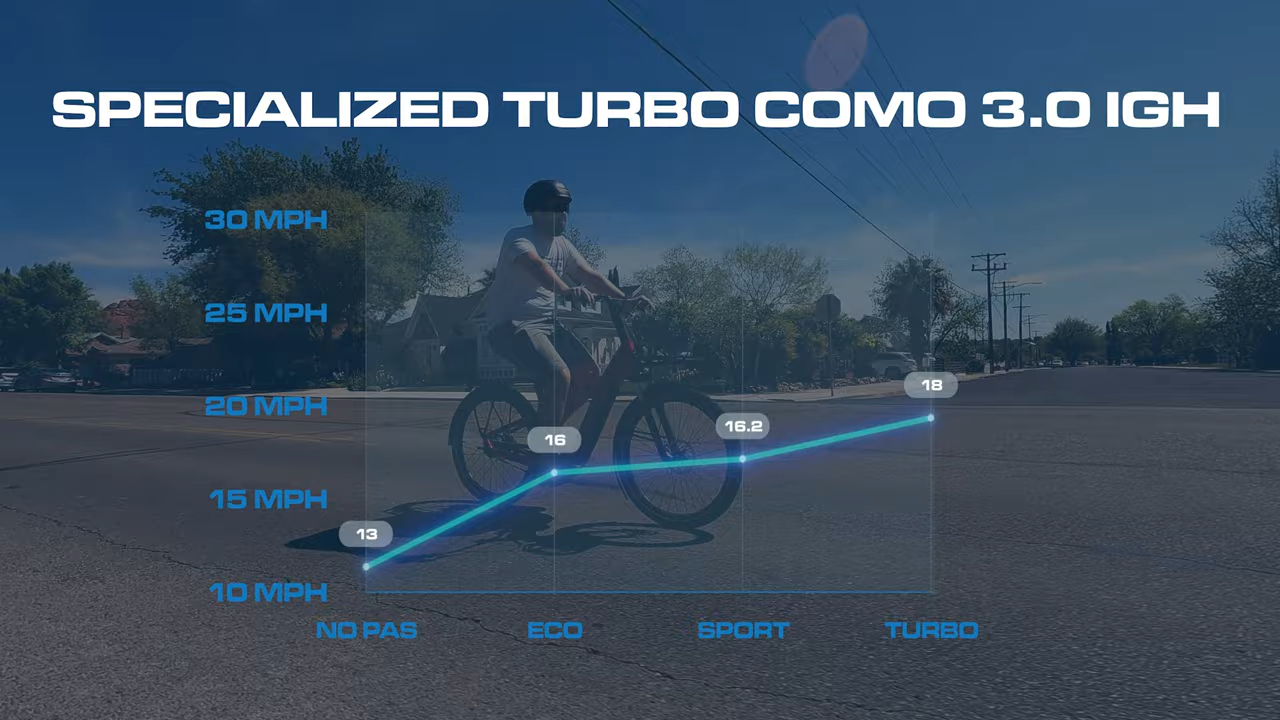 SPECIALIZED TURBO COMO 3.0 IGH
30 MPH
25 MPH
20 MPH
15 MPH
10 MPH
13
16
16.2
18
NO PAS
ECO
SPORT
TURBO